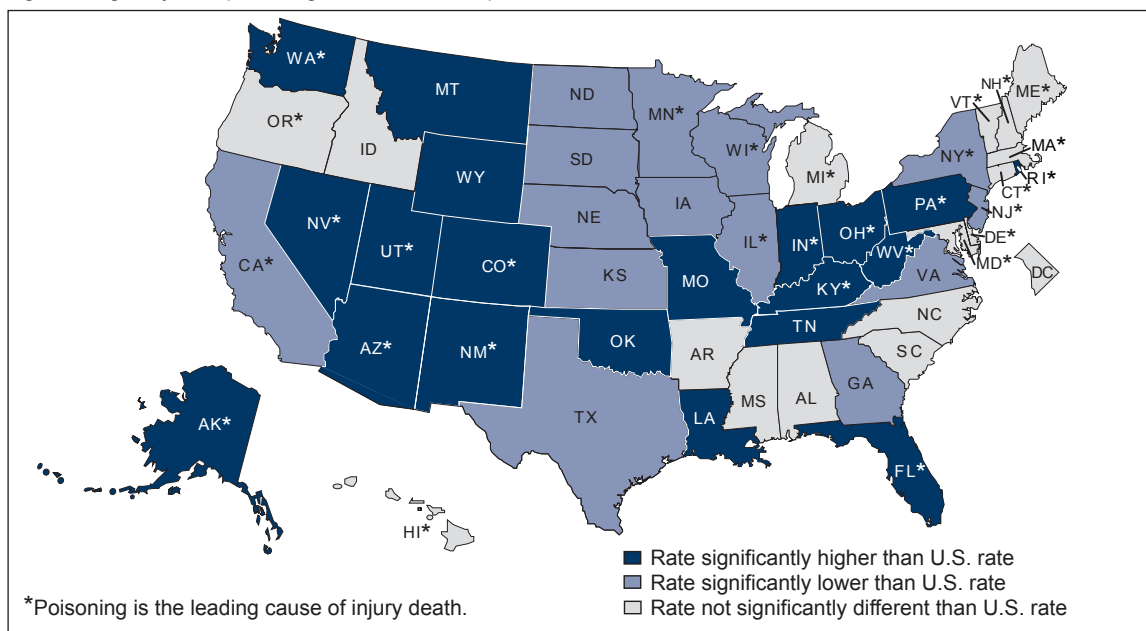 WA*
MT
ND
MN*
NH*
ME*
VT*
OR*
ID
SD
WI*
MI*
NY*
MA*
WY
RI*
CT*
NE
IA
PA*
NJ*
NV*
UT*
CO*
IL*
IN*
OH*
DE*
CA*
KS
MO
WV*
MD*
KY*
VA
DC
AZ*
NM*
OK
AR
TN
NC
SC
TX
LA
MS
AL
GA
AK*
FL*
HI*
Rate significantly higher than U.S. rate
Rate significantly lower than U.S. rate
*Poisoning is the leading cause of injury death.
Rate not significantly different than U.S. rate